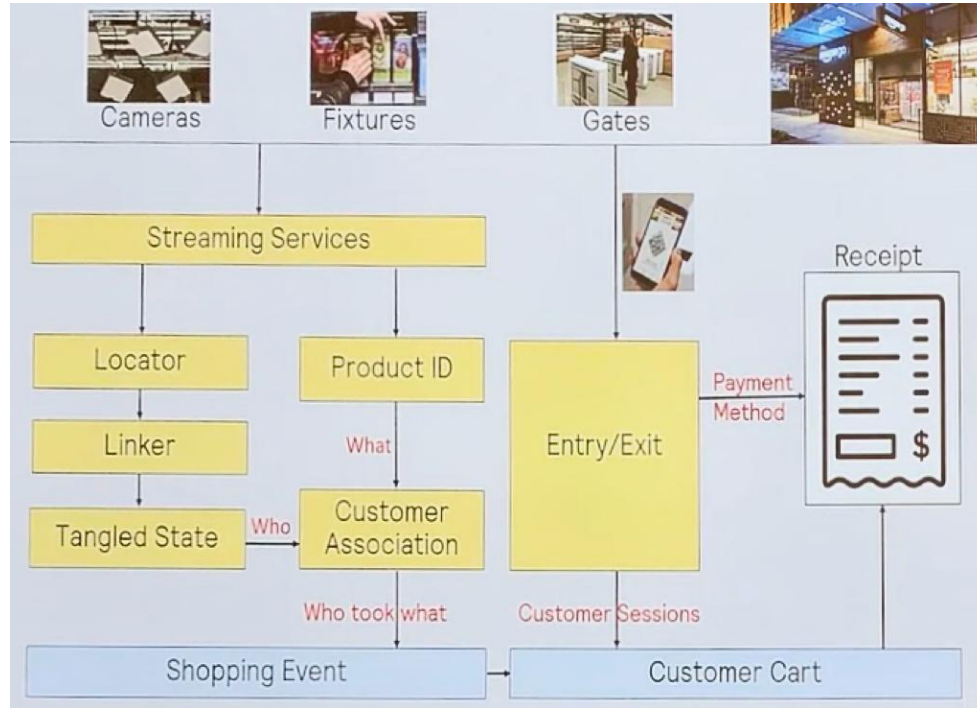 Cameras
Fixtures
Gates
Streaming Services
Receipt
Locator
Product ID
Payment
Method
Linker
What
Entry/Exit
$
Tangled State
Who
Customer
Association
Who took what
Customer Sessions
Shopping Event
Customer Cart